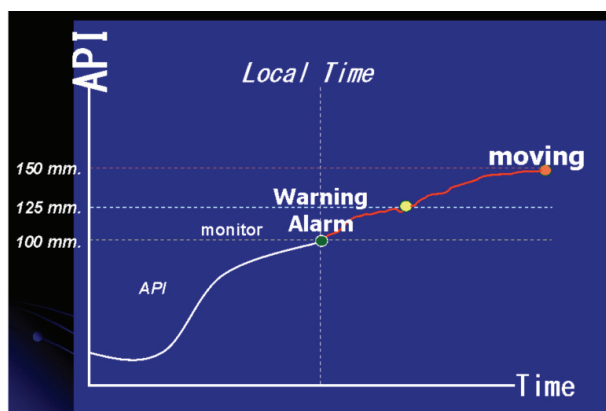 API
Local Time
150 mm.
moving
125 mm.
Warning
Alarm
monitor
100 mm.
API
Time